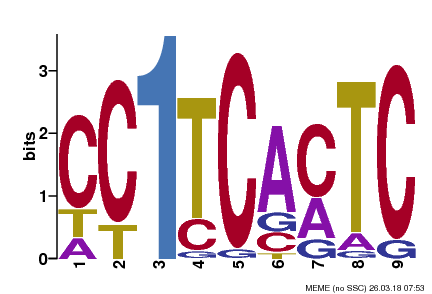 bits
3
2
1
0
C T A
C T
1
T C G
C G
A G C T
C A G
T A G
C G
1 2 3 4 5 6 7 8 9
MEME (no SSC) 26.03.18 07:53